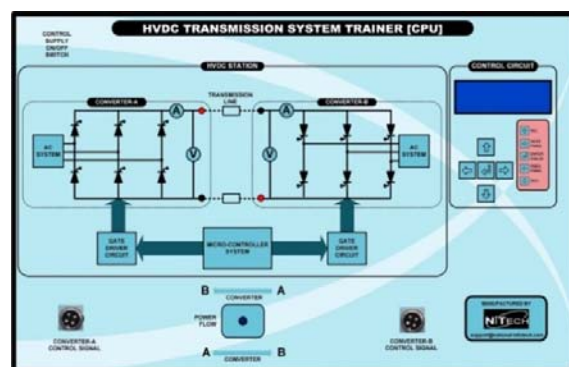 HVDC TRANSMISSION SYSTEM TRAINER [CPU]
CONTROL
SUPPLY
ON/OFF
SWITCH
HVDC STATION
CONTROL CIRCUIT
CONVERTER-A
TRANSMISSION
LINE
CONVERTER-B
A
A
AC
SYSTEM
V
V
AC
SYSTEM
GATE
DRIVER
CIRCUIT
MICRO-CONTROLLER
SYSTEM
GATE
DRIVER
CIRCUIT
B A
CONVERTER
POWER
FLOW
A B
CONVERTER
CONVERTER-A
CONTROL SIGNAL
CONVERTER-B
CONTROL SIGNAL
MANUFACTURED BY
NITECH